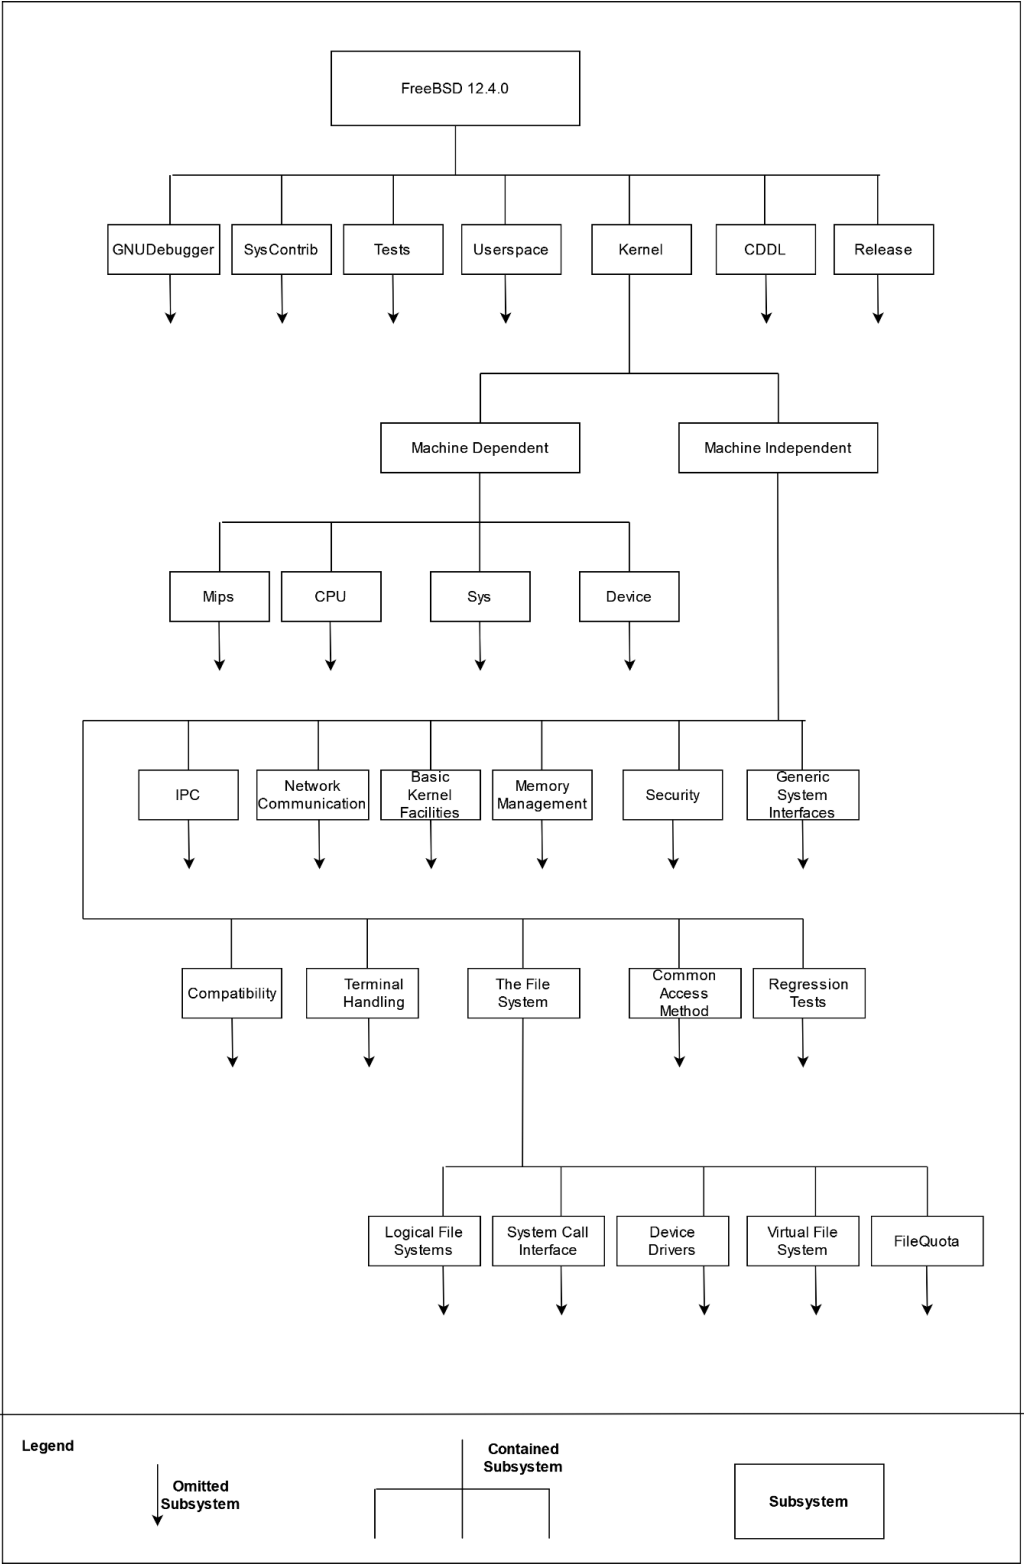 FreeBSD 12.4.0
GNUDebugger
SysContrib
Tests
Userspace
Kernel
CDDL
Release
Machine Dependent
Machine Independent
Mips
CPU
Sys
Device
IPC
Network
Communication
Basic
Kernel
Facilities
Memory
Management
Security
Generic
System
Interfaces
Compatibility
Terminal
Handling
The File
System
Common
Access
Method
Regression
Tests
Logical File
Systems
System Call
Interface
Device
Drivers
Virtual File
System
FileQuota
Legend
Omitted
Subsystem
Contained
Subsystem
Subsystem